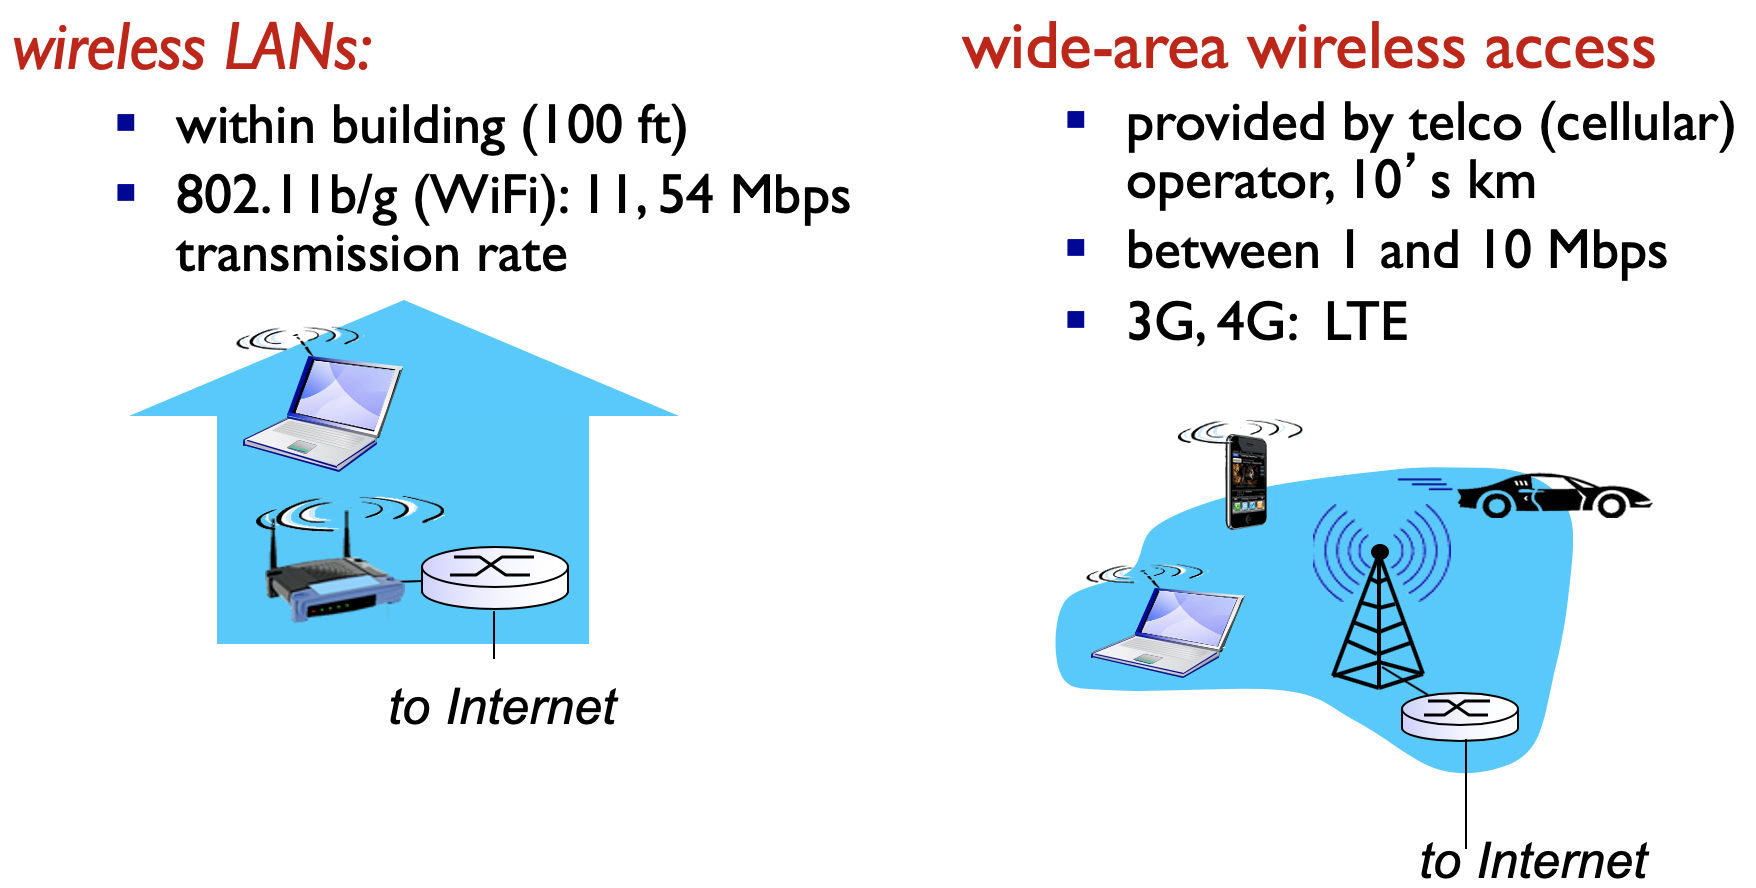 wireless LANs:
▪ within building (100 ft)
▪ 802.11b/g (WiFi): 11, 54 Mbps
transmission rate
to Internet
wide-area wireless access
▪ provided by telco (cellular)
operator, 10’ s km
▪ between 1 and 10 Mbps
▪ 3G, 4G: LTE
to Internet